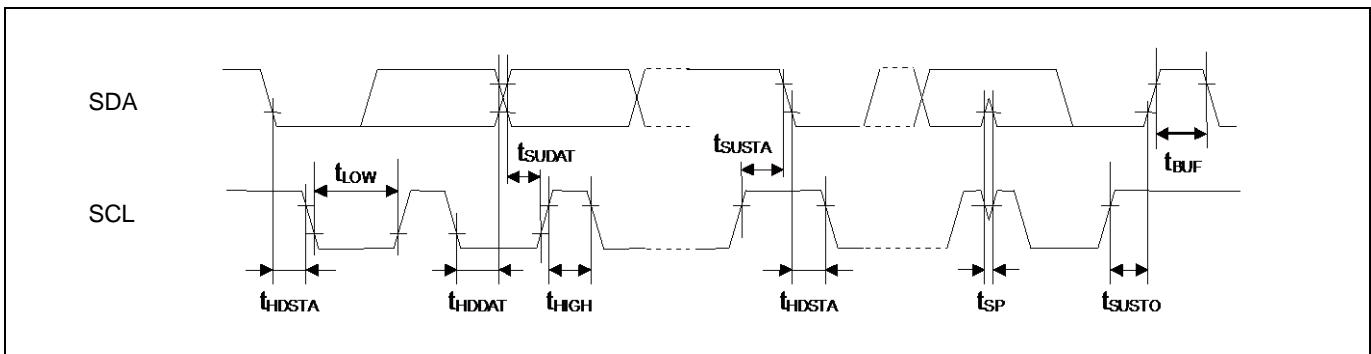 SDA
tSUDAT
tSUSTA
tBUF
tLOW
SCL
tHDSTA
tHDDAT
tHIGH
tHDSTA
tSP
tSUSTO